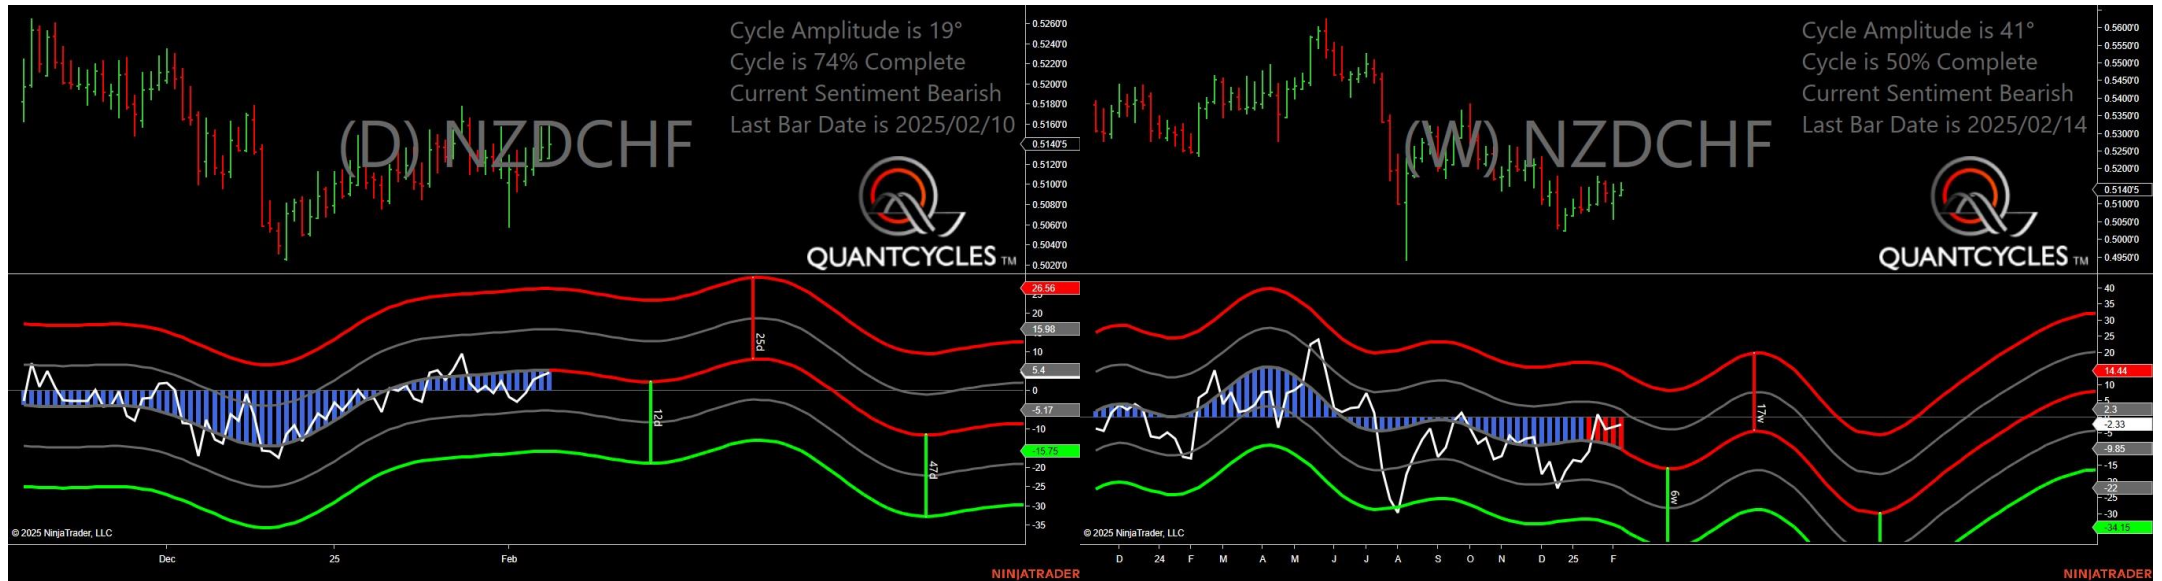 Cycle Amplitude is 19°
Cycle is 74% Complete
Current Sentiment Bearish
Last Bar Date is 2025/02/10
(D) NZDCHF
QUANTCYCLES TM
0.5260'0
0.5240'0
0.5220'0
0.5200'0
0.5180'0
0.5160'0
0.5140'5
0.5120'0
0.5100'0
0.5080'0
0.5060'0
0.5040'0
0.5020'0
26.56
25
20
15.98
10
5.4
0
-5.17
-10
-15.75
-20
-25
-30
-35
25d
12d
47d
© 2025 NinjaTrader, LLC
Dec
25
Feb
NINJATRADER
Cycle Amplitude is 41°
Cycle is 50% Complete
Current Sentiment Bearish
Last Bar Date is 2025/02/14
(W) NZDCHF
QUANTCYCLES TM
0.5600'0
0.5550'0
0.5500'0
0.5450'0
0.5400'0
0.5350'0
0.5300'0
0.5250'0
0.5200'0
0.5140'5
0.5100'0
0.5050'0
0.5000'0
0.4950'0
40
35
30
25
20
14.44
10
5
2.3
-2.33
-5
-9.85
-15
-22
-25
-30
-34.15
17w
6w
© 2025 NinjaTrader, LLC
D
24
F
M
A
M
J
J
A
S
O
N
D
25
F
NINJATRADER